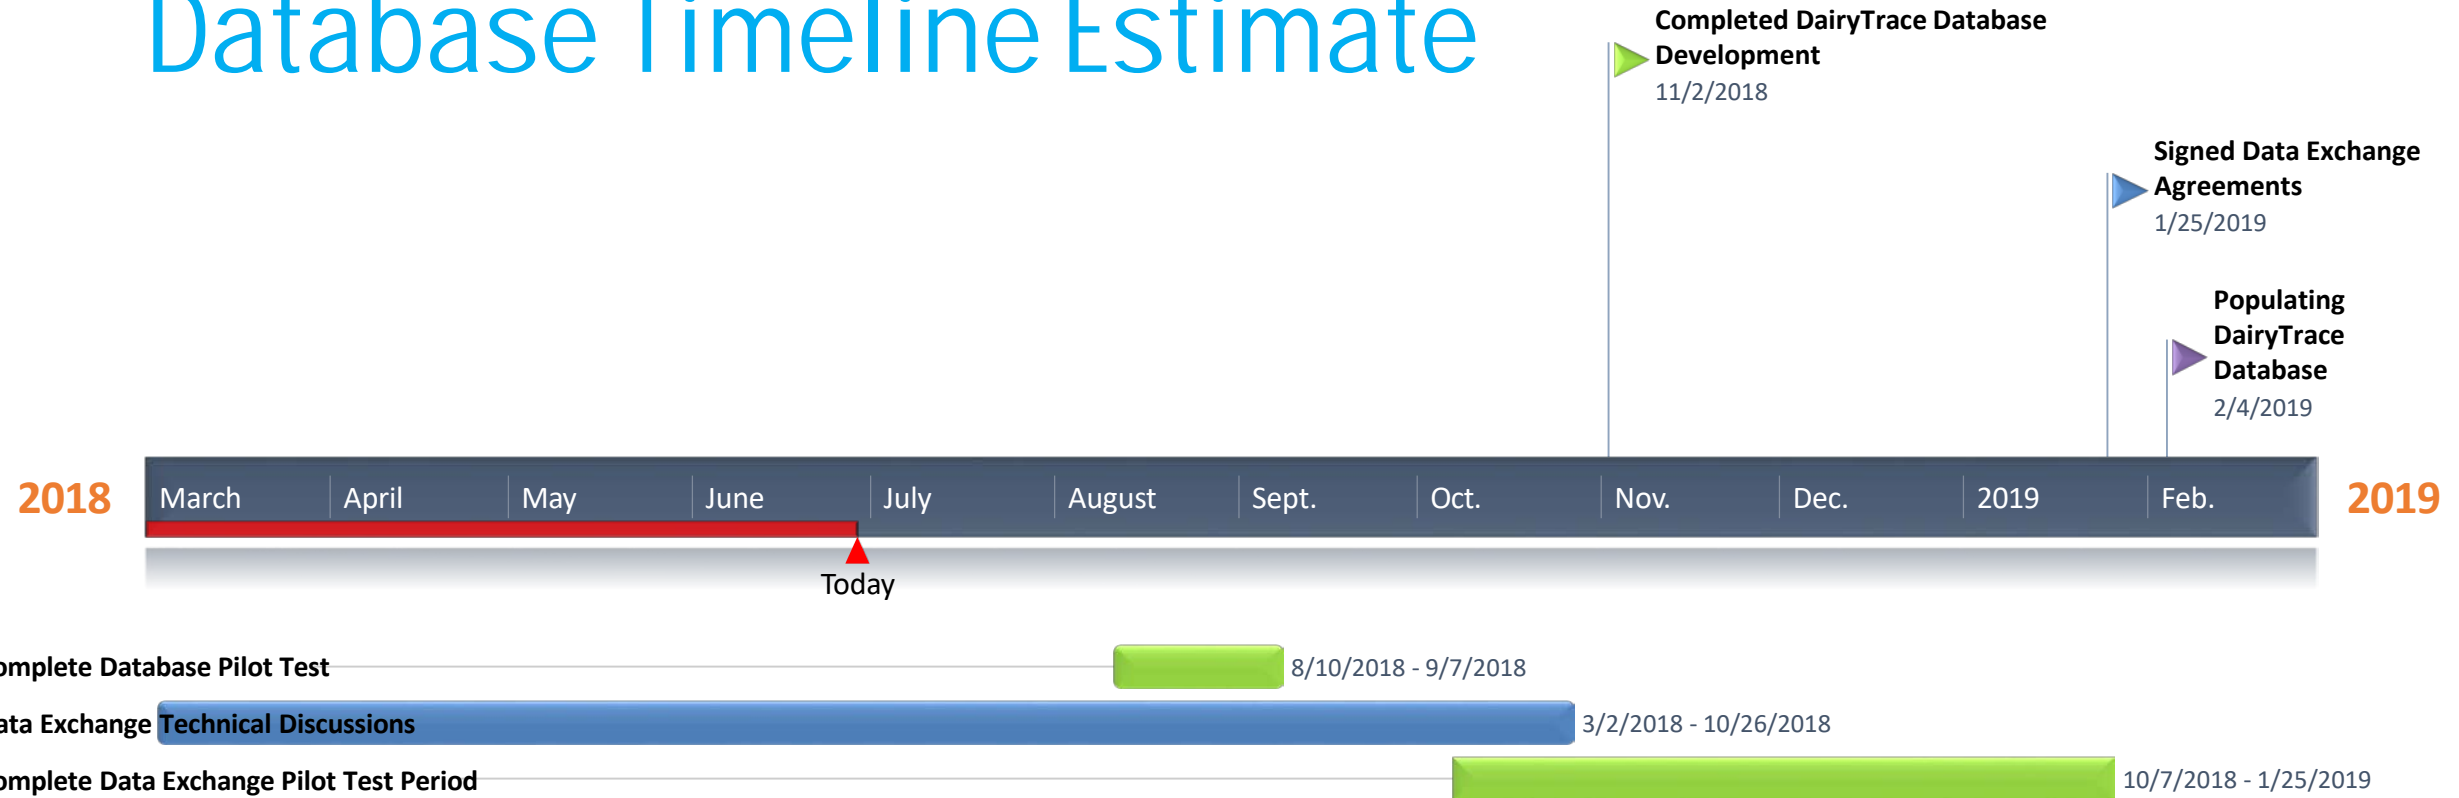 Database Timeline Estimate
Completed DairyTrace Database
Development
11/2/2018
Signed Data Exchange
Agreements
1/25/2019
Populating
DairyTrace
Database
2/4/2019
2018 March April May June July August Sept. Oct. Nov. Dec. 2019 Feb. 2019
Today
omplete Database Pilot Test 8/10/2018 - 9/7/2018
ata Exchange Technical Discussions 3/2/2018 - 10/26/2018
omplete Data Exchange Pilot Test Period 10/7/2018 - 1/25/2019